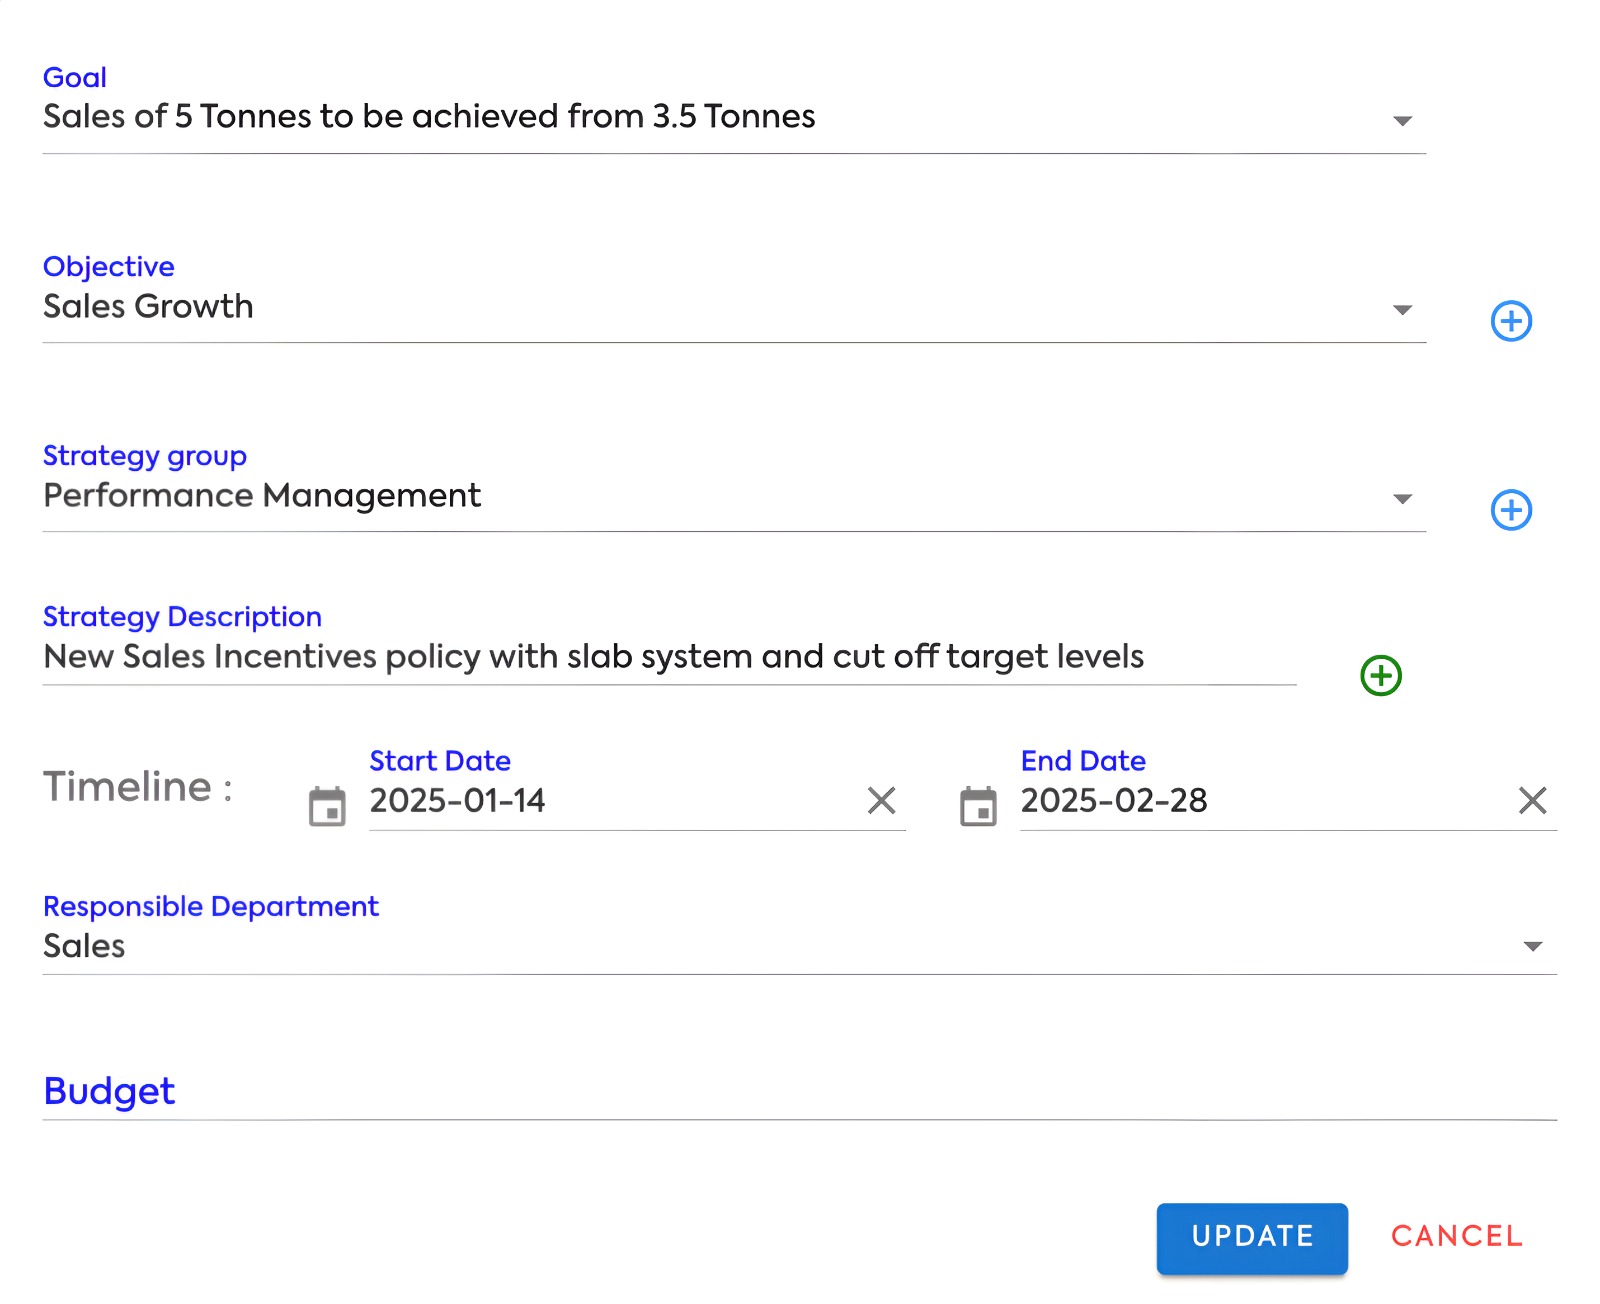 Goal
Sales of 5 Tonnes to be achieved from 3.5 Tonnes
Objective
Sales Growth
Strategy group
Performance Management
Strategy Description
New Sales Incentives policy with slab system and cut off target levels
Timeline :
Start Date
2025-01-14
End Date
2025-02-28
Responsible Department
Sales
Budget
UPDATE CANCEL